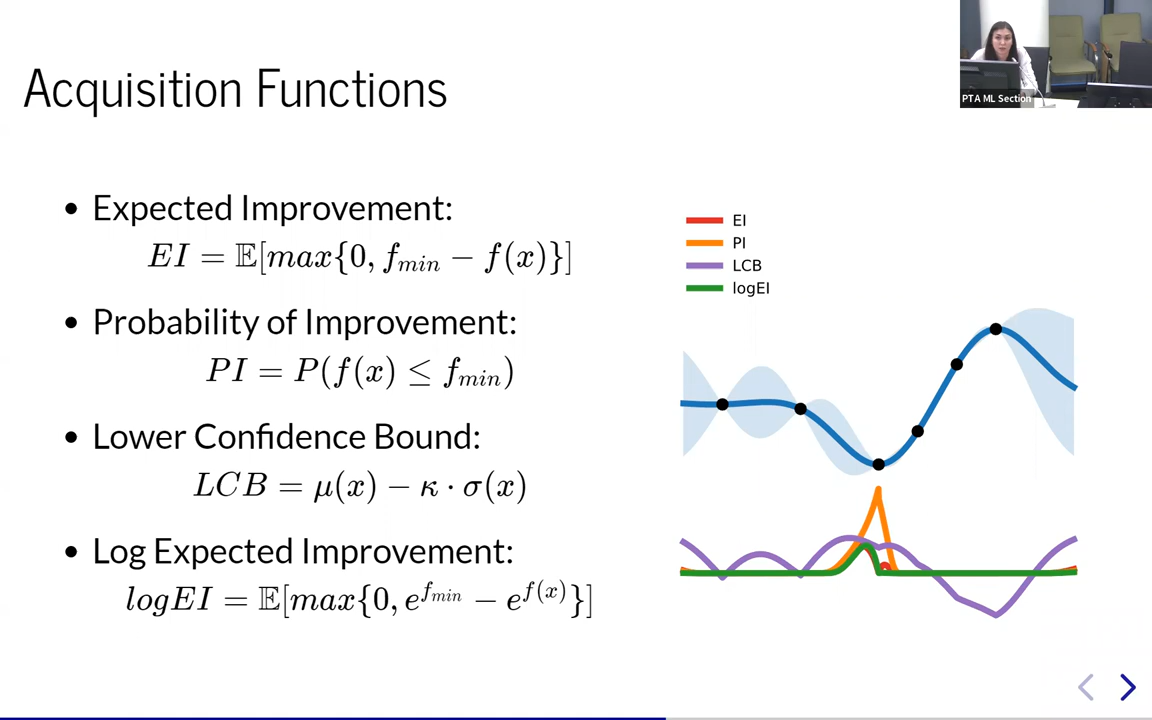 Acquisition Functions
PTA ML Section
• Expected Improvement:
EI = 𝔼[max{0, f_min − f(x)}]
• Probability of Improvement:
PI = P(f(x) ≤ f_min)
• Lower Confidence Bound:
LCB = μ(x) − κ · σ(x)
• Log Expected Improvement:
logEI = 𝔼[max{0, e^{f_min} − e^{f(x)}}]
EI
PI
LCB
logEI